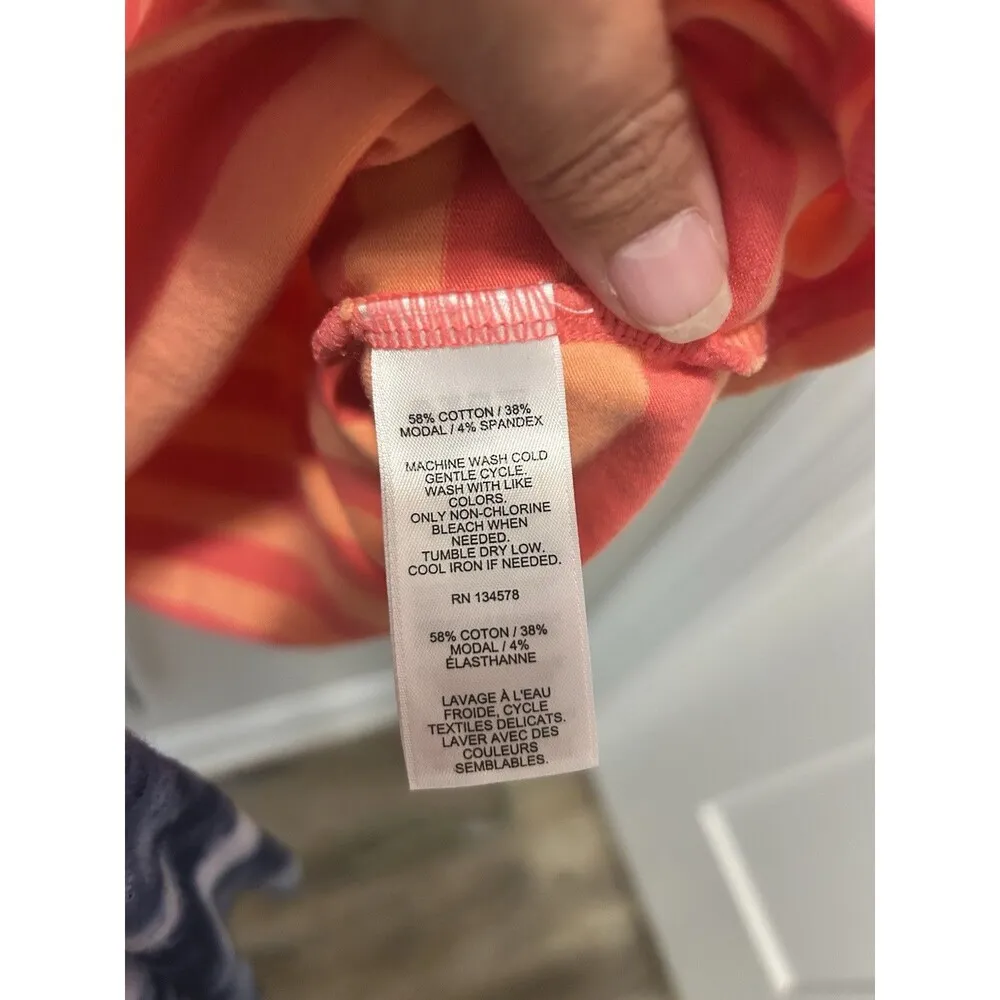 58% COTTON / 38%
MODAL / 4% SPANDEX
MACHINE WASH COLD
GENTLE CYCLE.
WASH WITH LIKE
COLORS.
ONLY NON-CHLORINE
BLEACH WHEN
NEEDED.
TUMBLE DRY LOW.
COOL IRON IF NEEDED.
RN 134578
58% COTON / 38%
MODAL / 4%
ÉLASTHANNE
LAVAGE À L'EAU
FROIDE, CYCLE
TEXTILES DELICATS.
LAVER AVEC DES
COULEURS
SEMBLABLES.